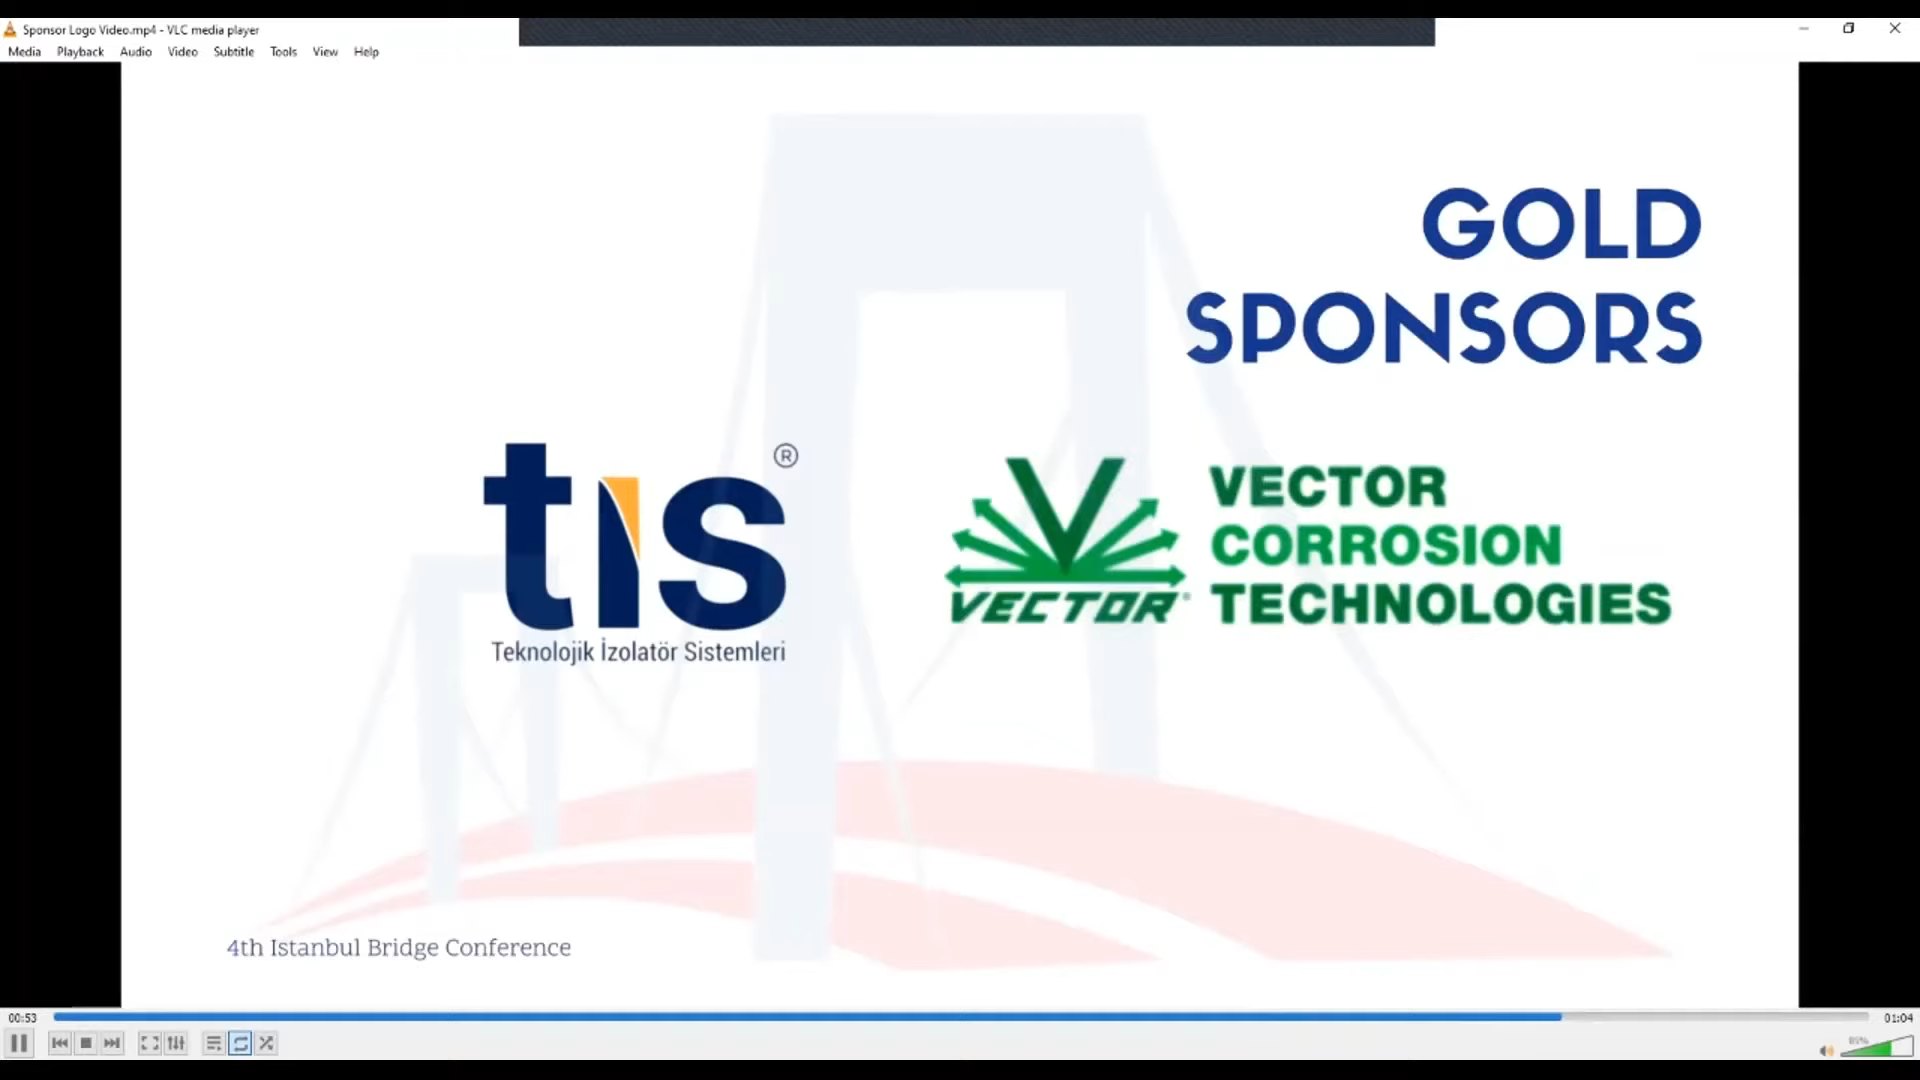 Sponsor Logo Video.mp4 - VLC media player
Media Playback Audio Video Subtitle Tools View Help
GOLD
SPONSORS
tis ®
Teknolojik İzolatör Sistemleri
VECTOR
VECTOR
CORROSION
TECHNOLOGIES
4th Istanbul Bridge Conference
00:53
01:04